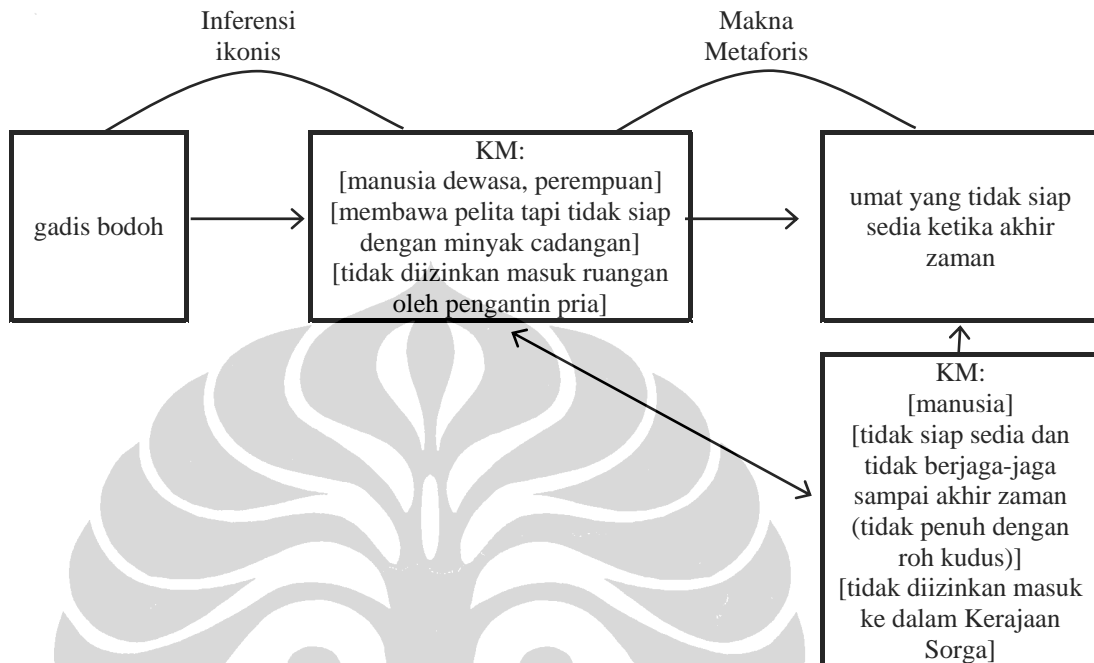 Inferensi
ikonis
Makna
Metaforis
gadis bodoh
KM:
[manusia dewasa, perempuan]
[membawa pelita tapi tidak siap
dengan minyak cadangan]
[tidak diizinkan masuk ruangan
oleh pengantin pria]
umat yang tidak siap
sedia ketika akhir
zaman
KM:
[manusia]
[tidak siap sedia dan
tidak berjaga-jaga
sampai akhir zaman
(tidak penuh dengan
roh kudus)]
[tidak diizinkan masuk
ke dalam Kerajaan
Sorga]